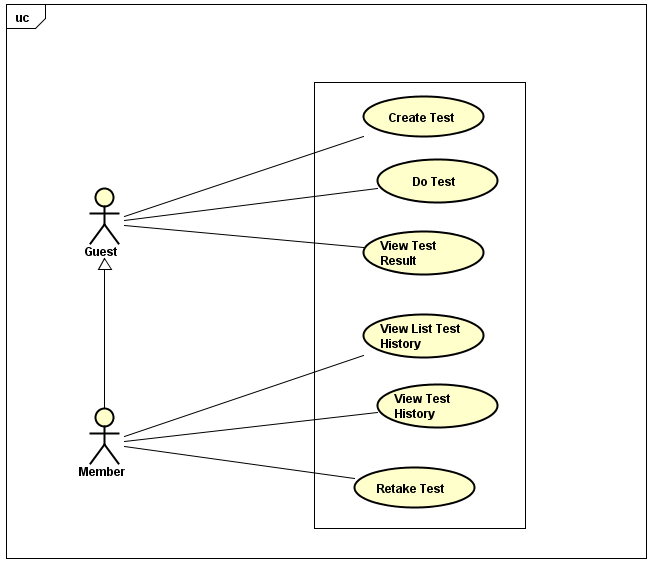 uc
Create Test
Do Test
View Test
Result
Guest
View List Test
History
View Test
History
Member
Retake Test